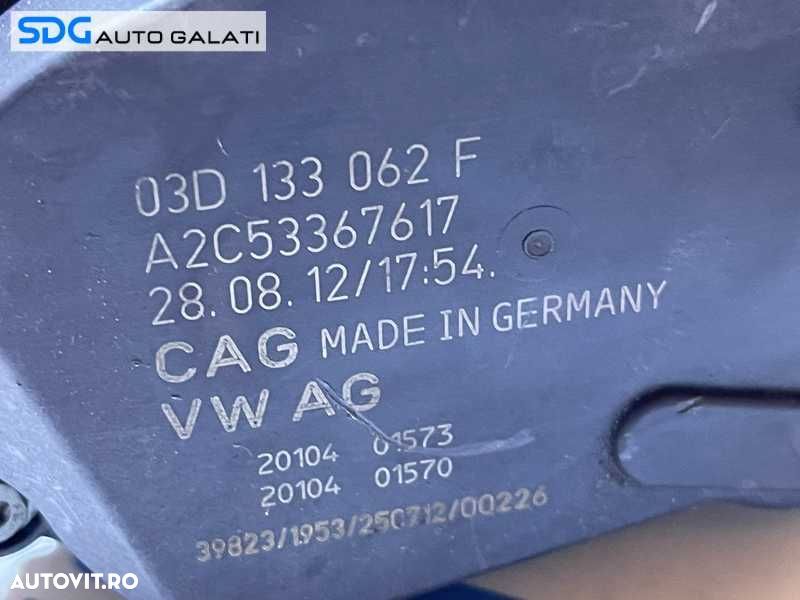 SDG AUTO GALATI
03D 133 062 F
A2C53367617
28.08.12/17:54.
CAG MADE IN GERMANY
VW AG
20104 01573
20104 01570
39823/1953/250712/00226
AUTOVIT.RO